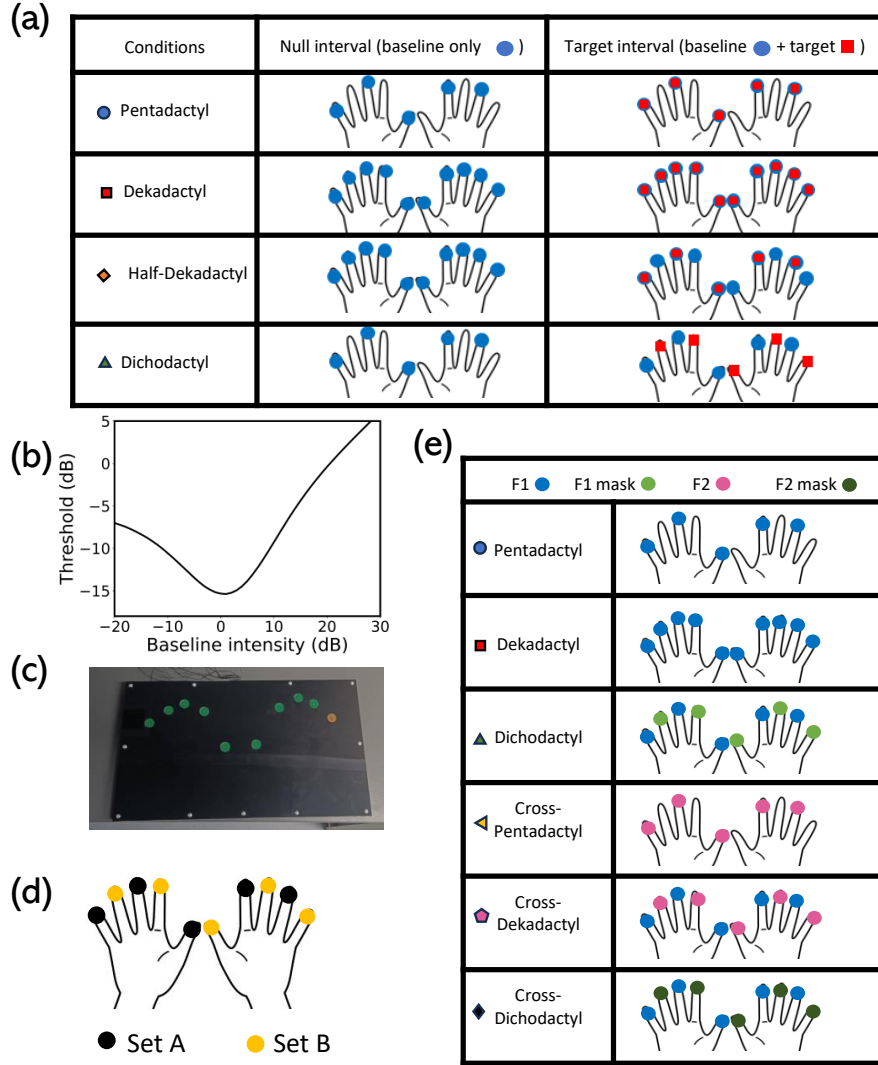 (a)
Conditions
Null interval (baseline only )
Target interval (baseline + target )
Pentadactyl
Dekadactyl
Half-Dekadactyl
Dichodactyl
(b)
Threshold (dB)
5
0
−5
−10
−15
−20
−10
0
10
20
30
Baseline intensity (dB)
(c)
(d)
Set A
Set B
(e)
F1
F1 mask
F2
F2 mask
Pentadactyl
Dekadactyl
Dichodactyl
Cross-
Pentadactyl
Cross-
Dekadactyl
Cross-
Dichodactyl